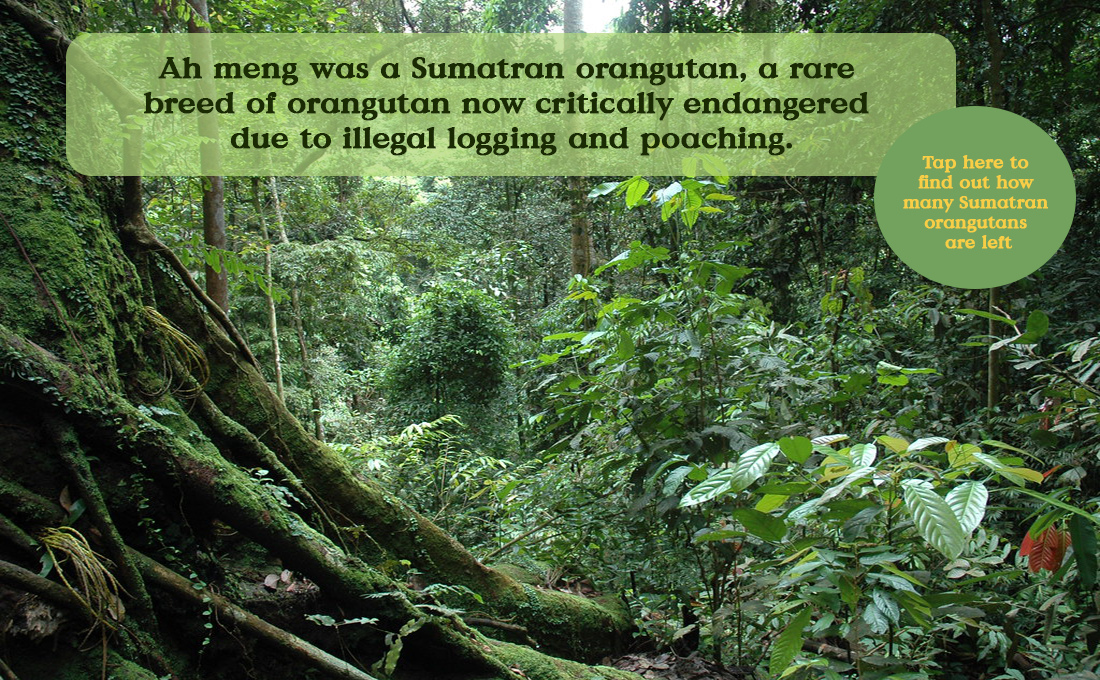 Ah meng was a Sumatran orangutan, a rare
breed of orangutan now critically endangered
due to illegal logging and poaching.
Tap here to
find out how
many Sumatran
orangutans
are left